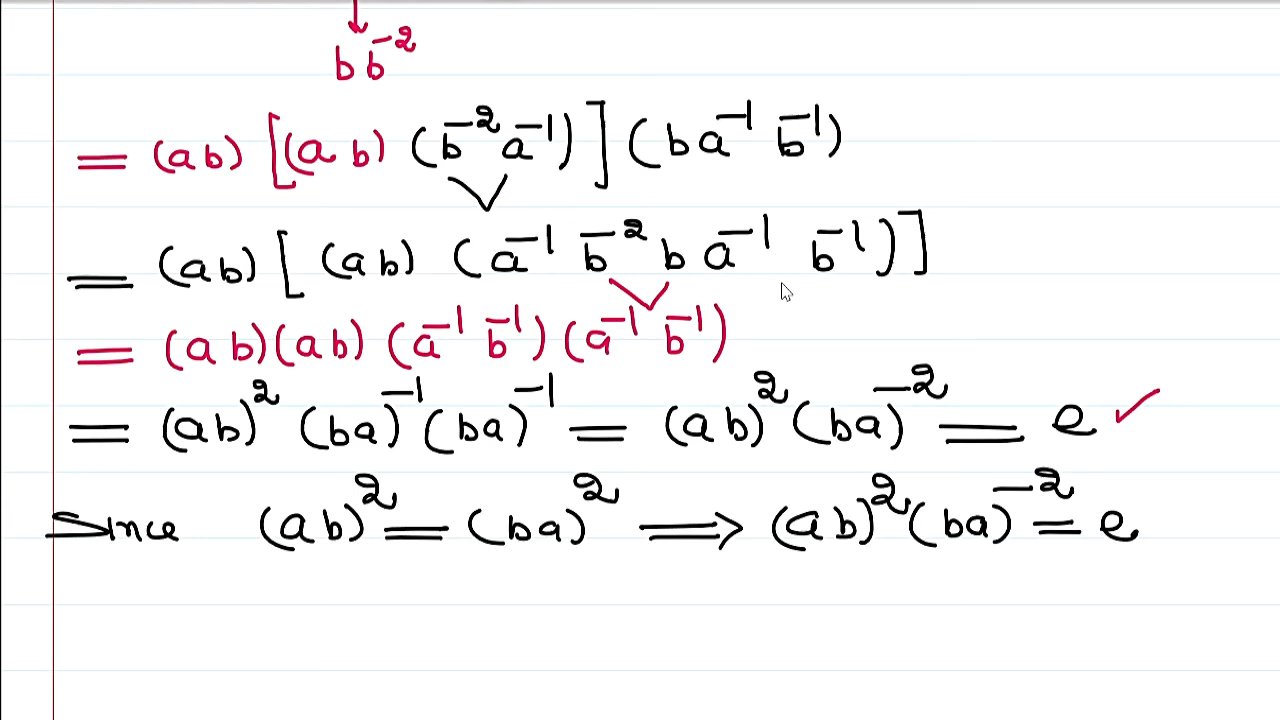 b b⁻²
= (ab) [(ab) (b⁻² a⁻¹)] (ba⁻¹ b⁻¹)
= (ab) [(ab) (a⁻¹ b⁻² b a⁻¹ b⁻¹)]
= (ab)(ab) (a⁻¹ b⁻¹) (a⁻¹ b⁻¹)
= (ab)² (ba)⁻¹ (ba)⁻¹ = (ab)² (ba)⁻² = e ✓
Since (ab)² = (ba)² ⟹ (ab)² (ba)⁻² = e